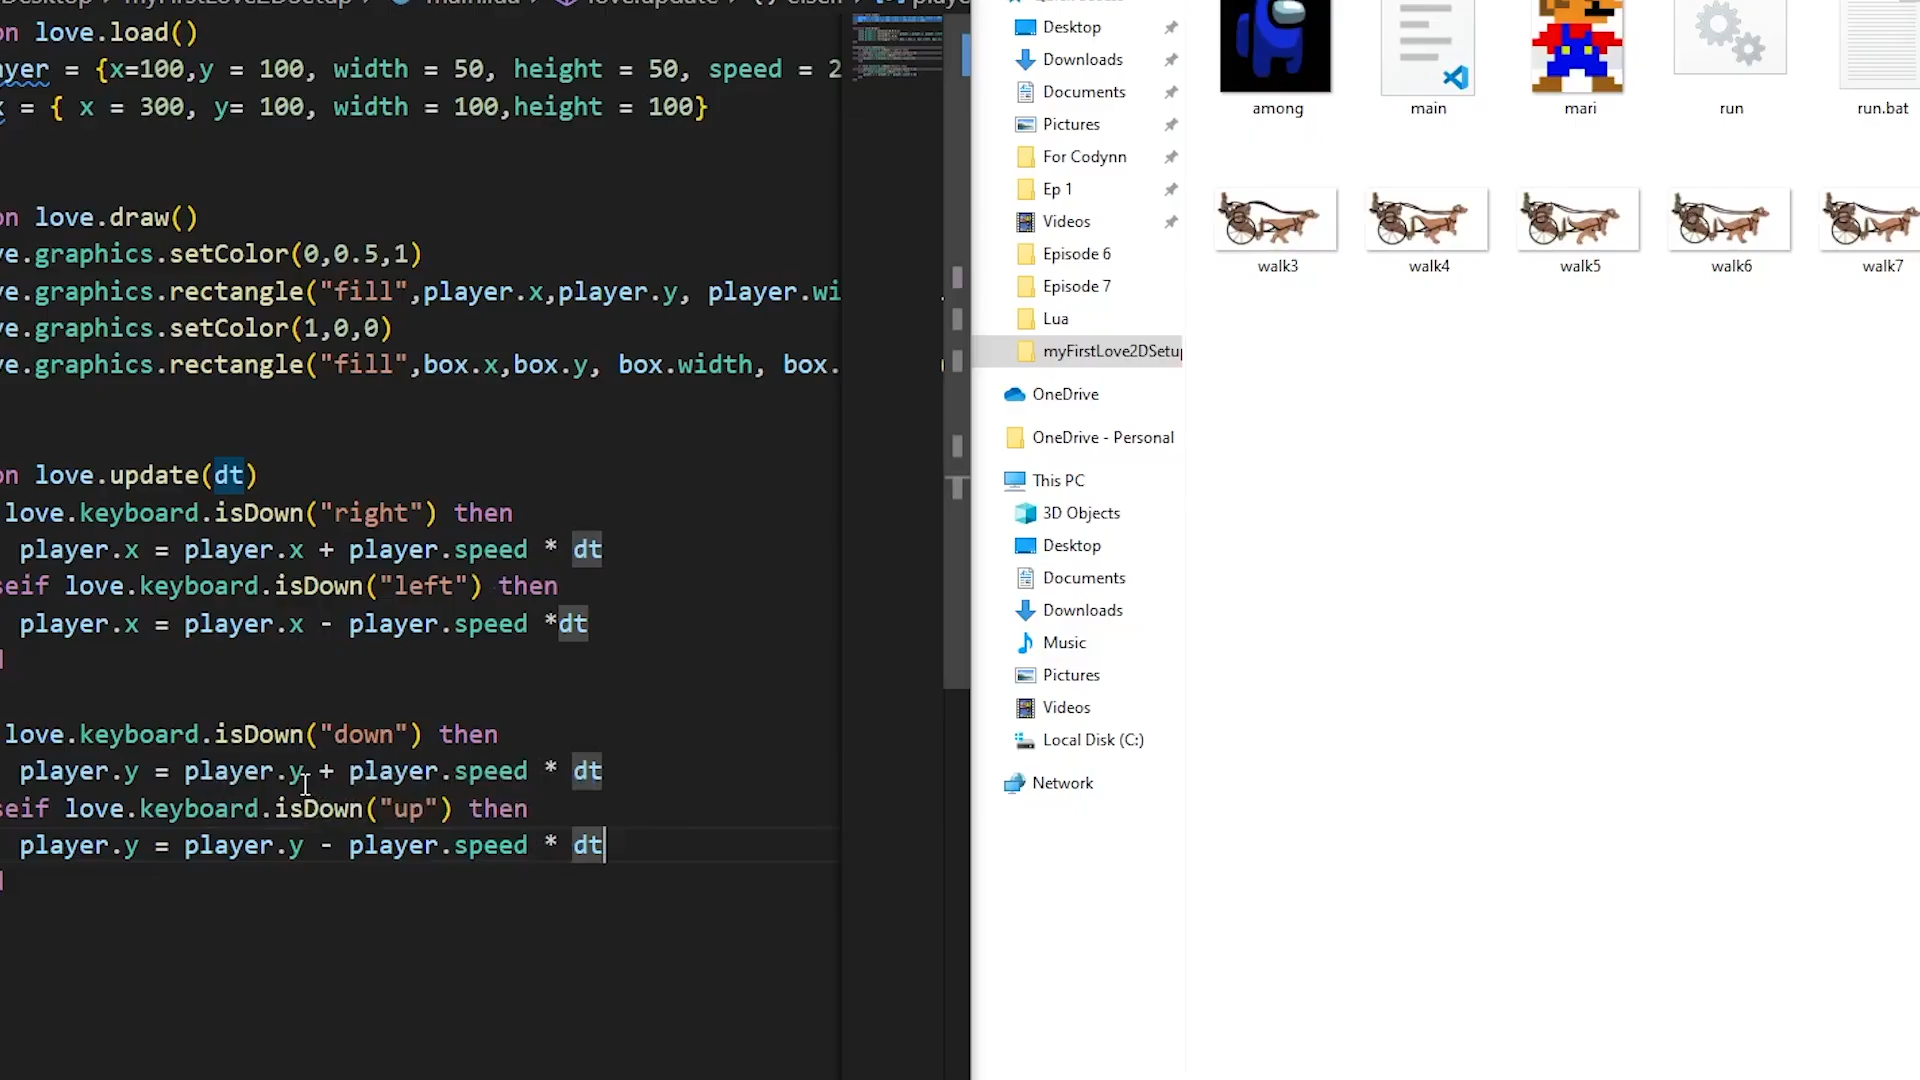 on love.load()
yer = {x=100,y = 100, width = 50, height = 50, speed = 2
= { x = 300, y= 100, width = 100,height = 100}
on love.draw()
ve.graphics.setColor(0,0.5,1)
ve.graphics.rectangle("fill",player.x,player.y, player.wi
ve.graphics.setColor(1,0,0)
ve.graphics.rectangle("fill",box.x,box.y, box.width, box.
on love.update(dt)
love.keyboard.isDown("right") then
player.x = player.x + player.speed * dt
seif love.keyboard.isDown("left") then
player.x = player.x - player.speed *dt
love.keyboard.isDown("down") then
player.y = player.y + player.speed * dt
seif love.keyboard.isDown("up") then
player.y = player.y - player.speed * dt
Desktop
Downloads
Documents
Pictures
For Codynn
Ep 1
Videos
Episode 6
Episode 7
Lua
myFirstLove2DSetup
OneDrive
OneDrive - Personal
This PC
3D Objects
Desktop
Documents
Downloads
Music
Pictures
Videos
Local Disk (C:)
Network
among
main
mari
run
run.bat
walk3
walk4
walk5
walk6
walk7